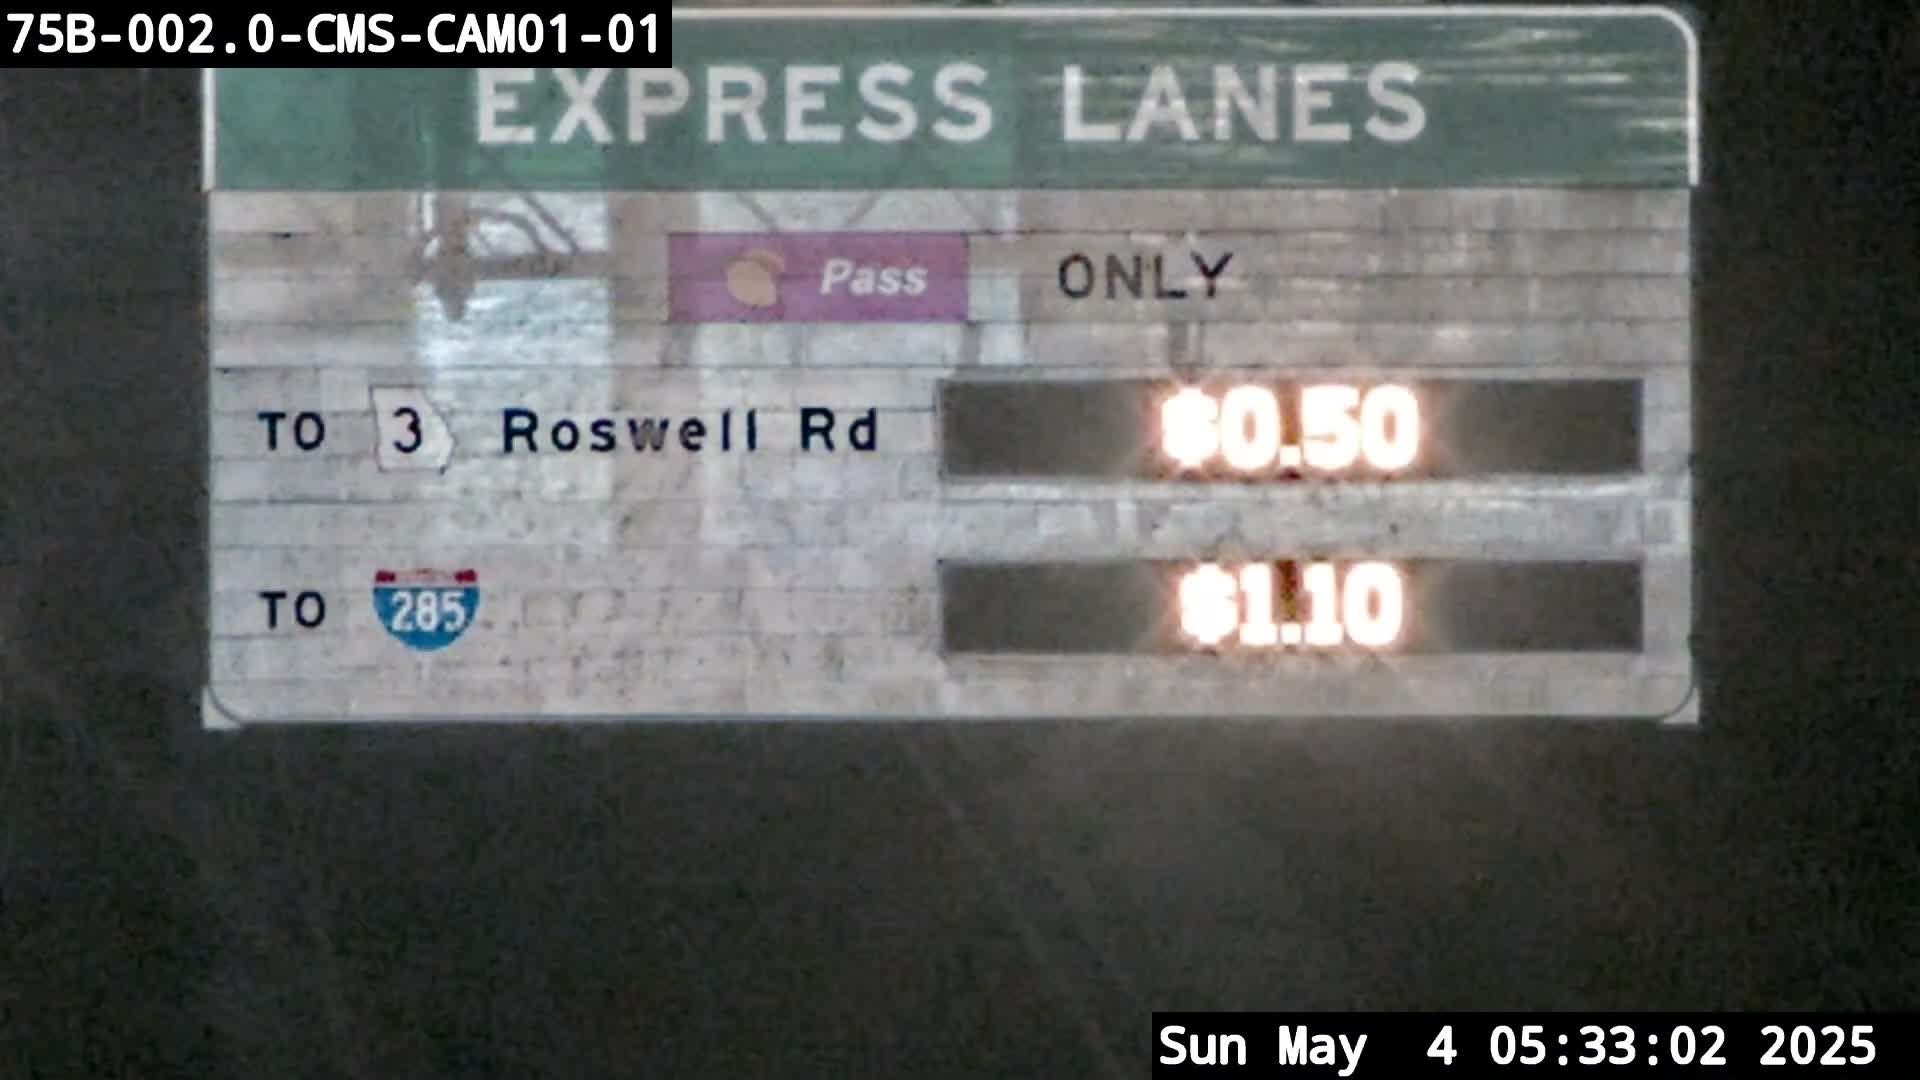 75B-002.0-CMS-CAM01-01
EXPRESS LANES
Pass ONLY
TO 3 Roswell Rd $0.50
TO 285 $1.10
Sun May 4 05:33:02 2025